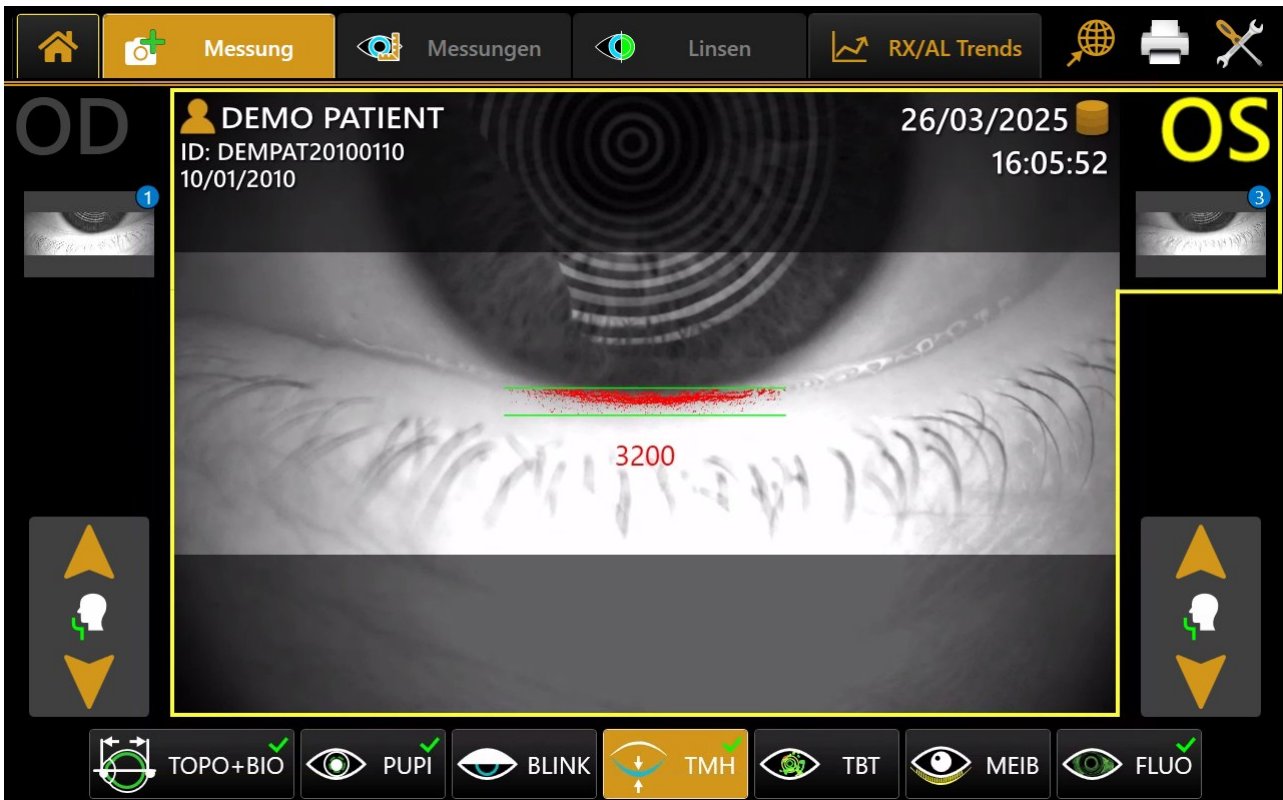 Messung
Messungen
Linsen
RX/AL Trends
OD
DEMO PATIENT
ID: DEMPAT20100110
10/01/2010
26/03/2025
16:05:52
OS
1
3
3200
TOPO+BIO
PUPI
BLINK
TMH
TBT
MEIB
FLUO